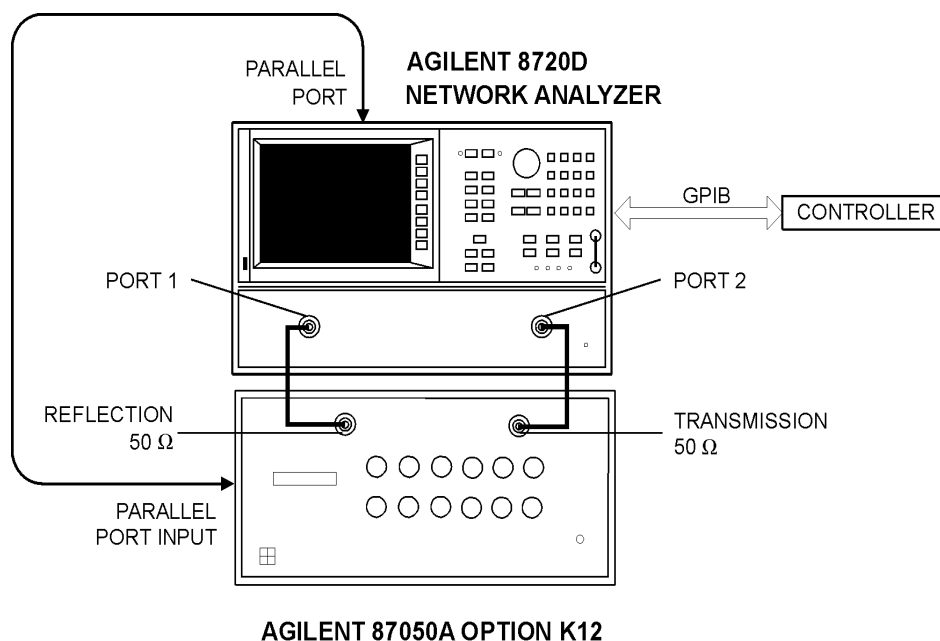 PARALLEL
PORT
AGILENT 8720D
NETWORK ANALYZER
GPIB
CONTROLLER
PORT 1
PORT 2
REFLECTION
50 Ω
TRANSMISSION
50 Ω
PARALLEL
PORT INPUT
AGILENT 87050A OPTION K12